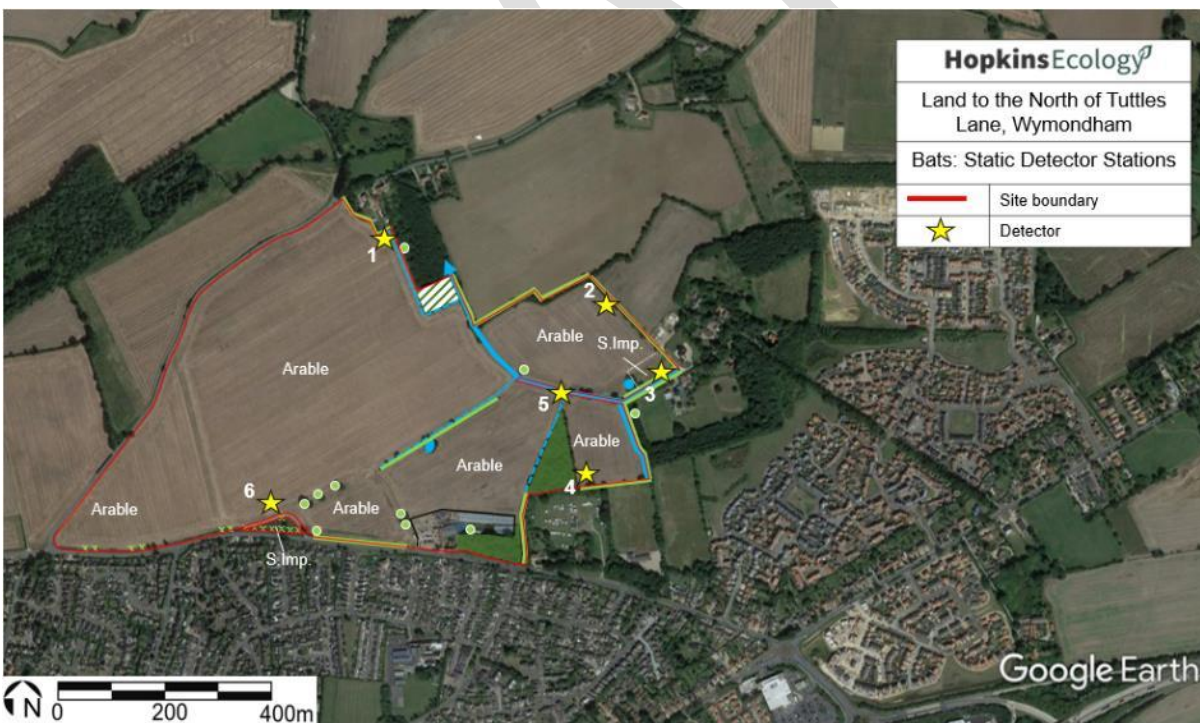 HopkinsEcology
Land to the North of Tuttles
Lane, Wymondham
Bats: Static Detector Stations
Site boundary
Detector
1
2
Arable
S.Imp.
Arable
3
5
Arable
Arable
4
6
Arable
Arable
S.Imp.
Google Earth
N
0 200 400m